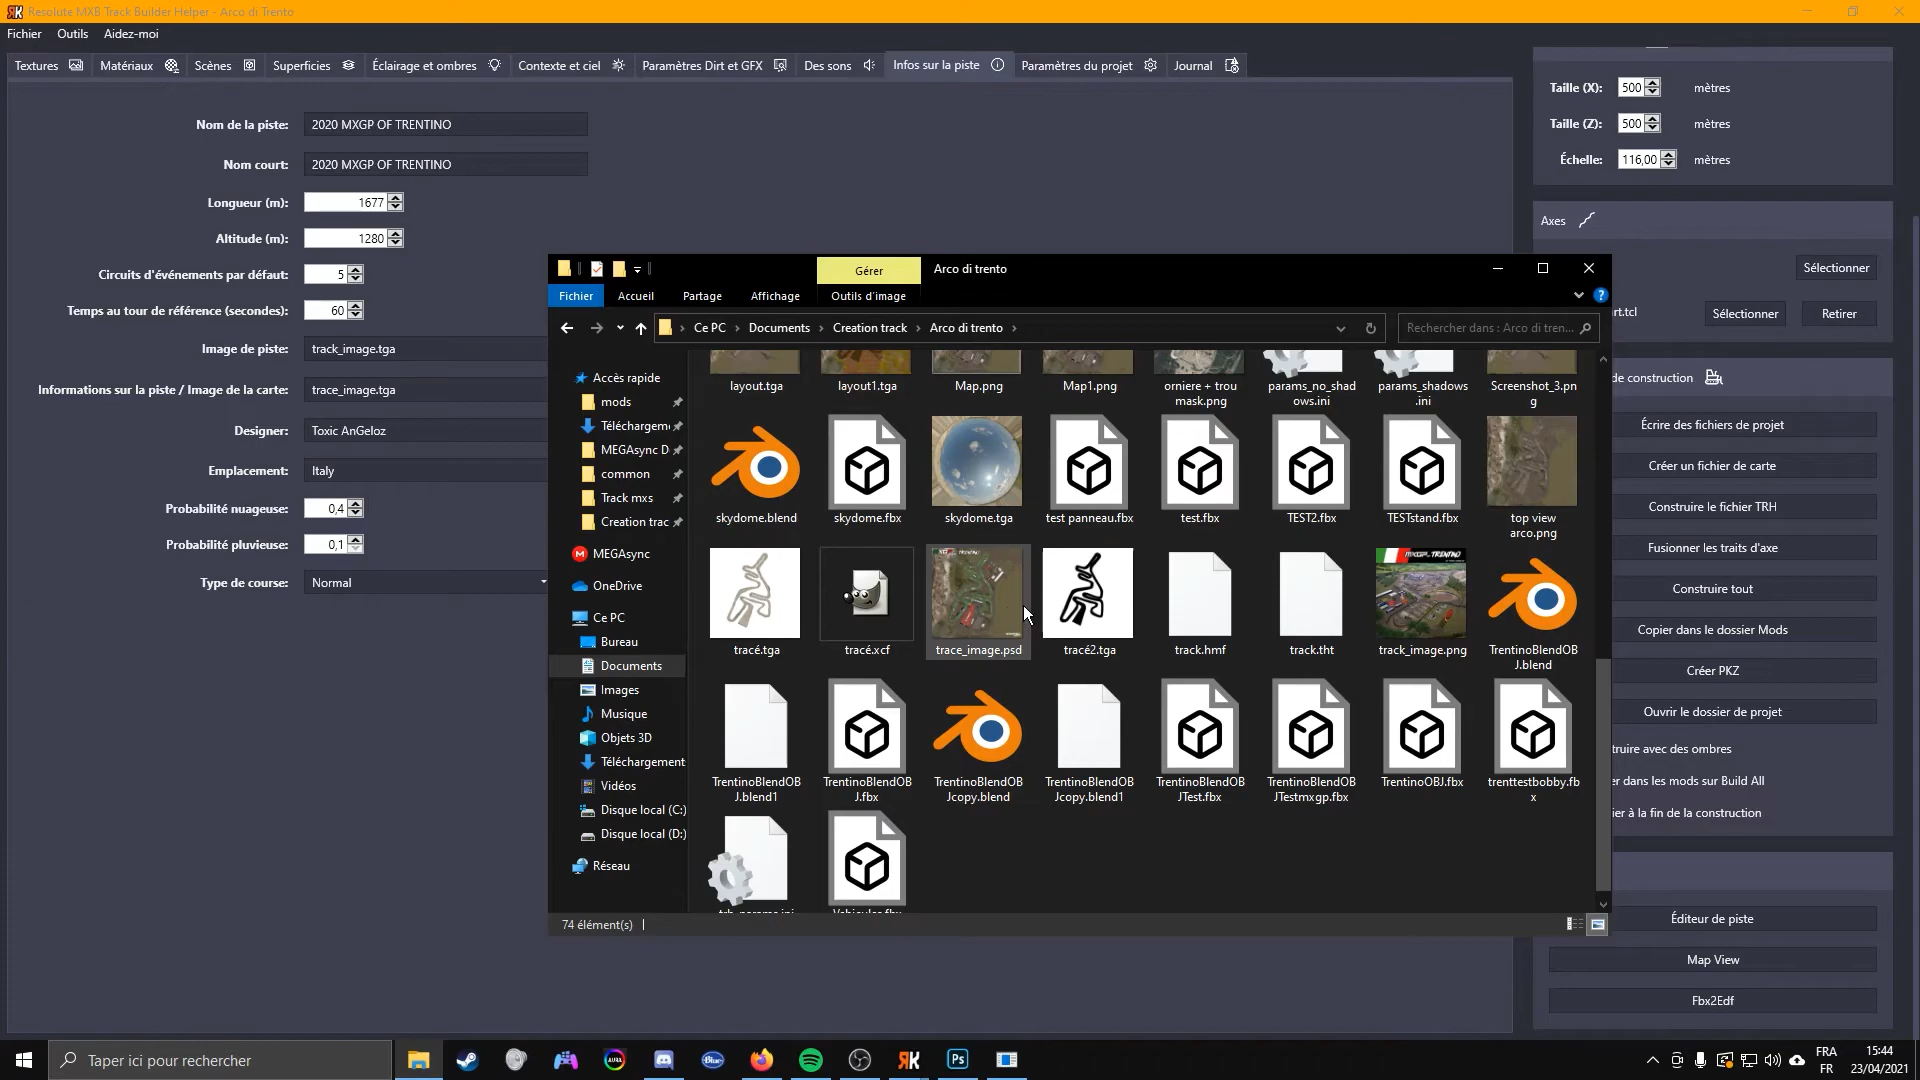 Resolute MXB Track Builder Helper - Arco di Trento
Fichier Outils Aidez-moi
Textures Matériaux Scènes Superficies Éclairage et ombres Contexte et ciel Paramètres Dirt et GFX Des sons Infos sur la piste Paramètres du projet Journal
Nom de la piste: 2020 MXGP OF TRENTINO
Nom court: 2020 MXGP OF TRENTINO
Longueur (m): 1677
Altitude (m): 1280
Circuits d'événements par défaut: 5
Temps au tour de référence (secondes): 60
Image de piste: track_image.tga
Informations sur la piste / Image de la carte: trace_image.tga
Designer: Toxic AnGeloz
Emplacement: Italy
Probabilité nuageuse: 0,4
Probabilité pluvieuse: 0,1
Type de course: Normal
Taille (X): 500 mètres
Taille (Z): 500 mètres
Échelle: 116,00 mètres
Axes
Sélectionner
rt.tcl Sélectionner Retirer
de construction
Écrire des fichiers de projet
Créer un fichier de carte
Construire le fichier TRH
Fusionner les traits d'axe
Construire tout
Copier dans le dossier Mods
Créer PKZ
Ouvrir le dossier de projet
truire avec des ombres
er dans les mods sur Build All
ier à la fin de la construction
Éditeur de piste
Map View
Fbx2Edf
Gérer Arco di trento
Fichier Accueil Partage Affichage Outils d'image
Ce PC Documents Creation track Arco di trento
Rechercher dans : Arco di tren...
Accès rapide
mods
Téléchargem
MEGAsync D
common
Track mxs
Creation trac
MEGAsync
OneDrive
Ce PC
Bureau
Documents
Images
Musique
Objets 3D
Téléchargement
Vidéos
Disque local (C:)
Disque local (D:)
Réseau
layout.tga layout1.tga Map.png Map1.png orniere + trou mask.png params_no_shadows.ini params_shadows.ini Screenshot_3.png
skydome.blend skydome.fbx skydome.tga test panneau.fbx test.fbx TEST2.fbx TESTstand.fbx top view arco.png
tracé.tga tracé.xcf trace_image.psd tracé2.tga track.hmf track.tht track_image.png TrentinoBlendOBJ.blend
TrentinoBlendOBJ.blend1 TrentinoBlendOBJ.fbx TrentinoBlendOBJcopy.blend TrentinoBlendOBJcopy.blend1 TrentinoBlendOBJTest.fbx TrentinoBlendOBJTestmxgp.fbx TrentinoOBJ.fbx trenttestbobby.fbx
74 élément(s)
Taper ici pour rechercher
FRA
FR
15:44
23/04/2021